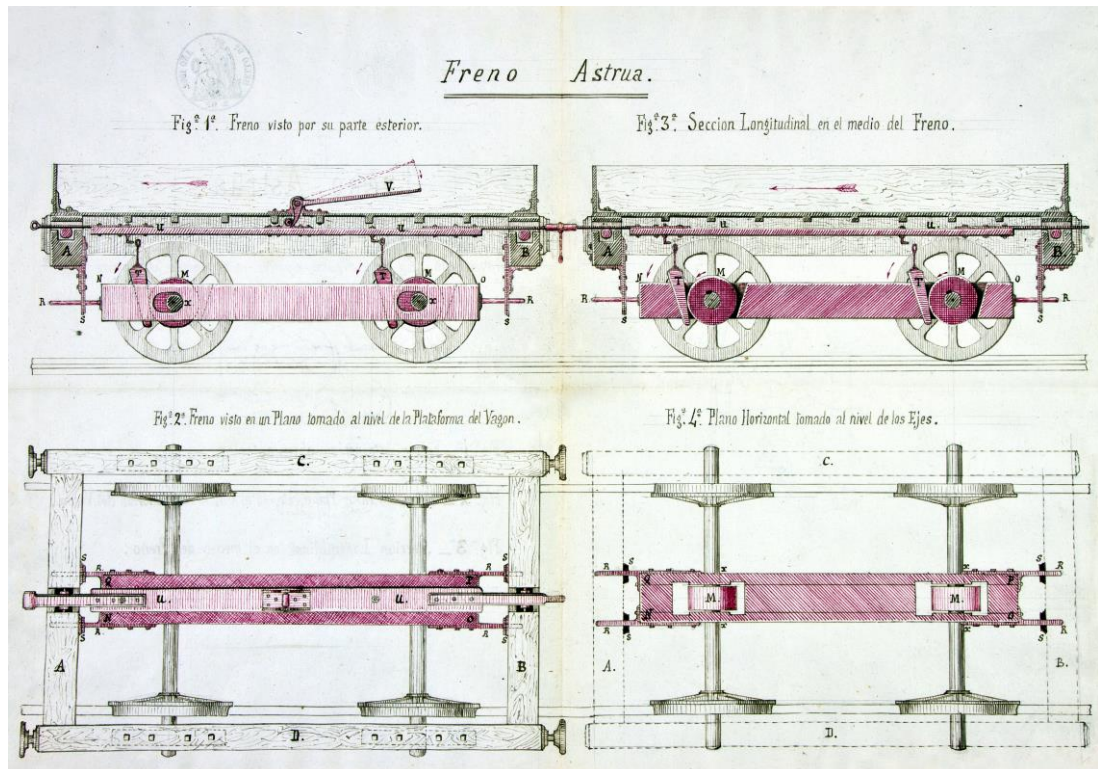 Freno Astrua.
Figª 1ª Freno visto por su parte esterior.
Figª 3ª Seccion Longitudinal en el medio del Freno.
V.
U U
A B
T M T M
N O
R x x R
S S
U U.
A B
T M T M
N O
R R
S S
Figª 2ª Freno visto en un Plano tomado al nivel de la Plataforma del Vagon.
Figª 4ª Plano Horizontal tomado al nivel de los Ejes.
C.
S S
R Q P R
U. U.
R N O R
S S
A B
D.
C.
S x x S
R Q P R
M M
R N O R
S x x S
A. B.
D.